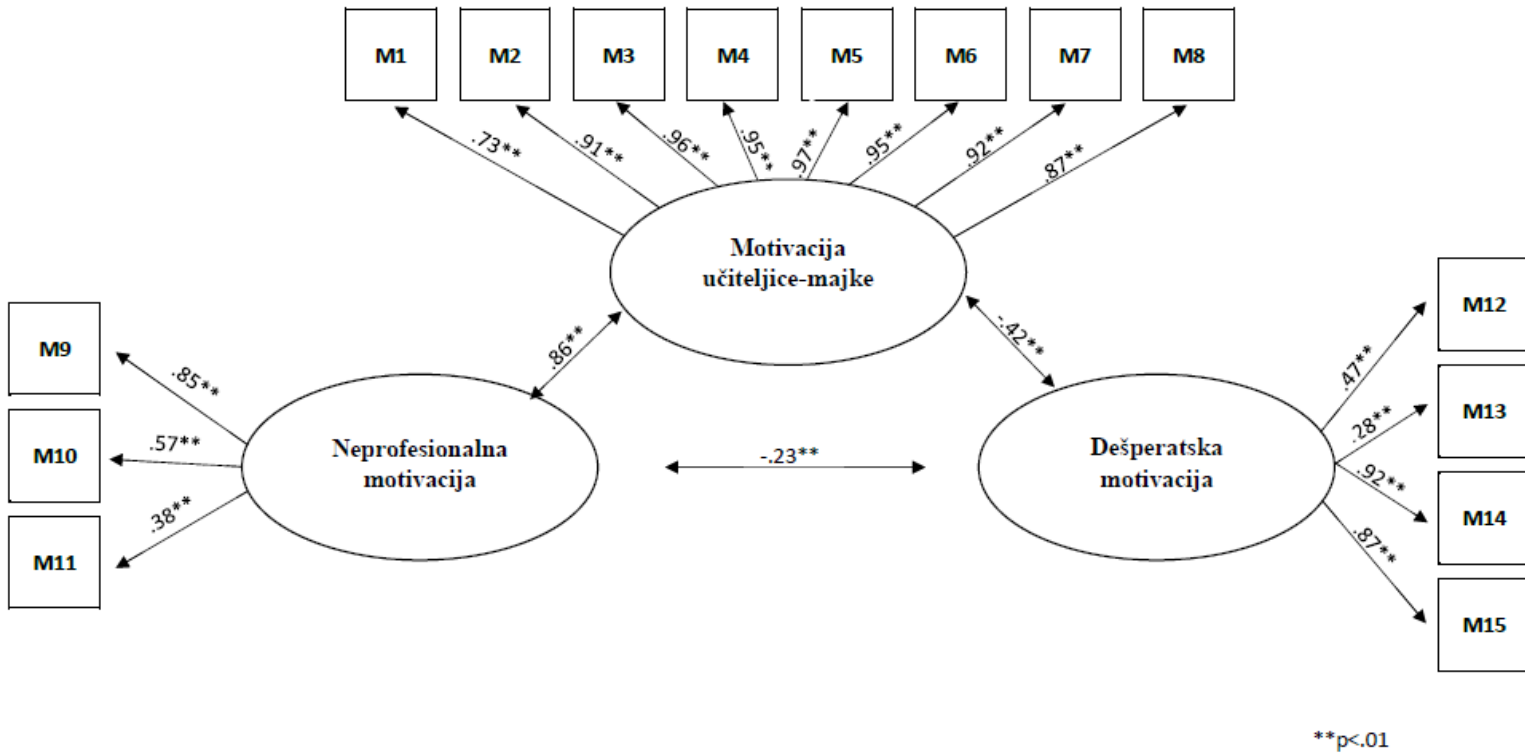 M1
M2
M3
M4
M5
M6
M7
M8
.73**
.91**
.96**
.95**
.97**
.95**
.92**
.87**
Motivacija
učiteljice-majke
M9
M10
M11
.85**
.57**
.38**
.86**
-.42**
Neprofesionalna
motivacija
-.23**
Dešperatska
motivacija
.47**
.28**
.92**
.87**
M12
M13
M14
M15
**p<.01